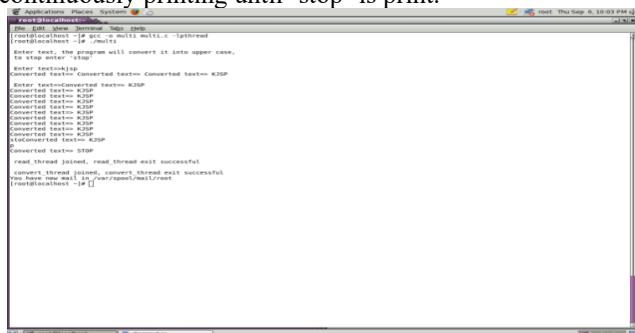 continuously printing until "stop" is print.
Applications Places System
root Thu Sep 6, 10:03 PM
root@localhost:~
File Edit View Terminal Tabs Help
[root@localhost ~]# gcc -o multi multi.c -lpthread
[root@localhost ~]# ./multi
Enter text, the program will convert it into upper case,
to stop enter 'stop'
Enter text=>kjsp
Converted text=> Converted text=> Converted text=> KJSP
Enter text=>Converted text=> KJSP
Converted text=> KJSP
Converted text=> KJSP
Converted text=> KJSP
Converted text=> KJSP
Converted text=> KJSP
Converted text=> KJSP
Converted text=> KJSP
Converted text=> KJSP
stoConverted text=> KJSP
p
Converted text=> STOP
read_thread joined, read_thread exit successful
convert_thread joined, convert_thread exit successful
You have new mail in /var/spool/mail/root
[root@localhost ~]#